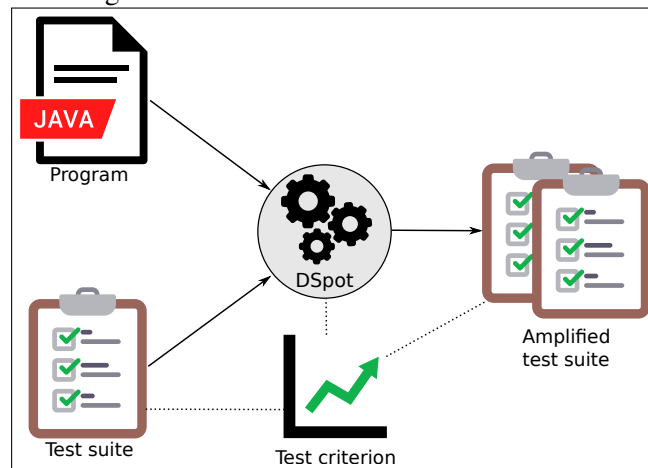 JAVA
Program
DSpot
Amplified
test suite
Test suite
Test criterion